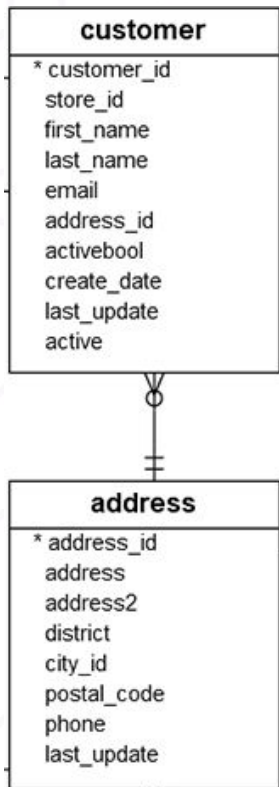 customer
* customer_id
store_id
first_name
last_name
email
address_id
activebool
create_date
last_update
active
address
* address_id
address
address2
district
city_id
postal_code
phone
last_update